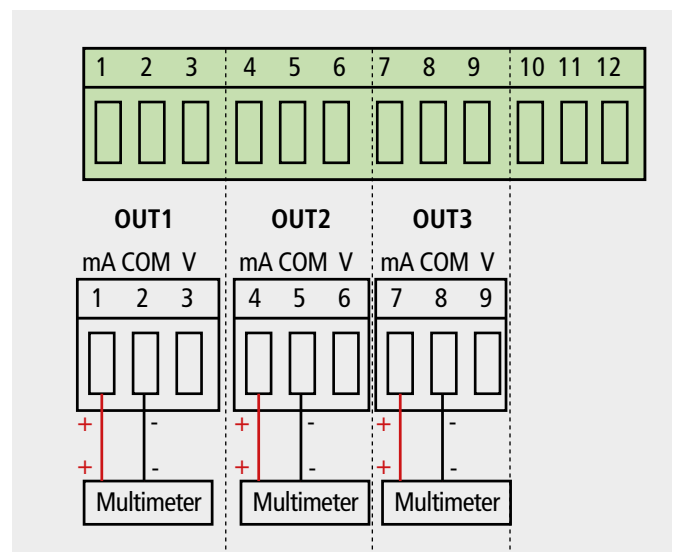 1 2 3 4 5 6 7 8 9 10 11 12
OUT1 OUT2 OUT3
mA COM V mA COM V mA COM V
1 2 3 4 5 6 7 8 9
+ - + - + -
+ - + - + -
Multimeter Multimeter Multimeter